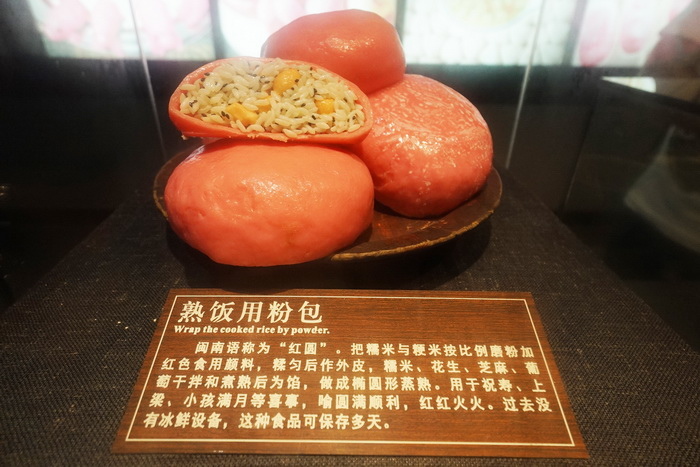 熟饭用粉包
Wrap the cooked rice by powder.
闽南语称为“红圆”。把糯米与粳米按比例磨粉加
红色食用颜料，糅匀后作外皮，糯米、花生、芝麻、葡
萄干拌和煮熟后为馅，做成椭圆形蒸熟。用于祝寿、上
梁、小孩满月等喜事，喻圆满顺利，红红火火。过去没
有冰鲜设备，这种食品可保存多天。